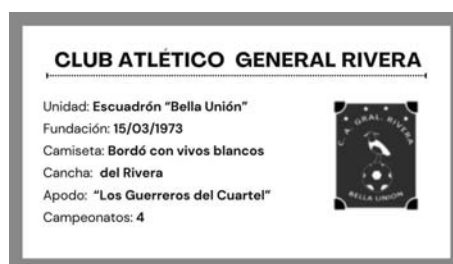 CLUB ATLÉTICO GENERAL RIVERA
Unidad: Escuadrón “Bella Unión”
Fundación: 15/03/1973
Camiseta: Bordó con vivos blancos
Cancha: del Rivera
Apodo: “Los Guerreros del Cuartel”
Campeonatos: 4
C. A. GRAL. RIVERA
BELLA UNION